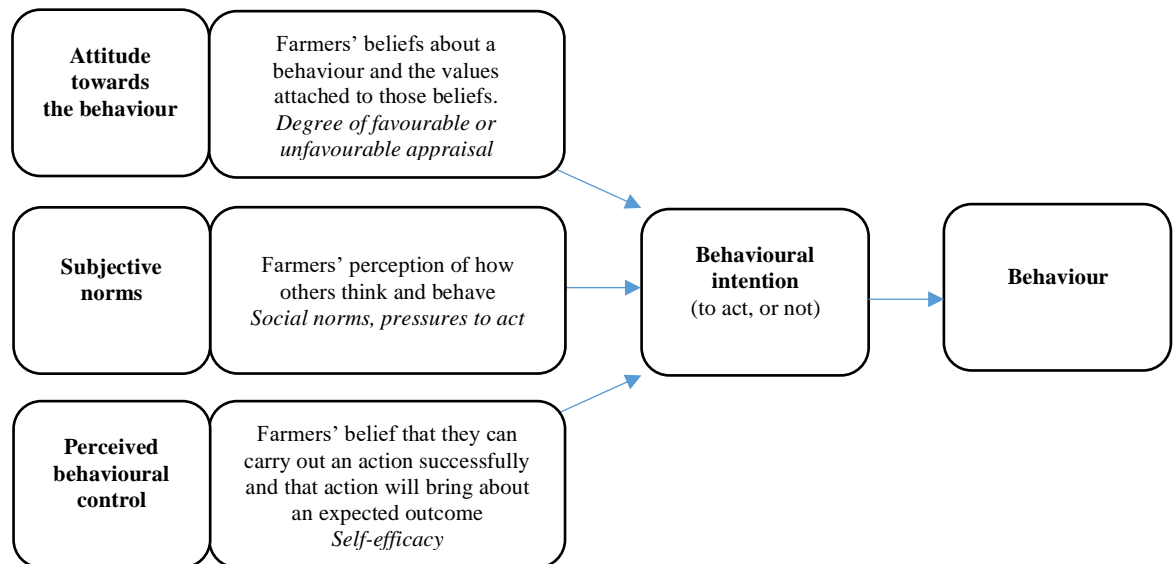 Attitude
towards
the behaviour
Farmers’ beliefs about a
behaviour and the values
attached to those beliefs.
Degree of favourable or
unfavourable appraisal
Subjective
norms
Farmers’ perception of how
others think and behave
Social norms, pressures to act
Perceived
behavioural
control
Farmers’ belief that they can
carry out an action successfully
and that action will bring about
an expected outcome
Self-efficacy
Behavioural
intention
(to act, or not)
Behaviour